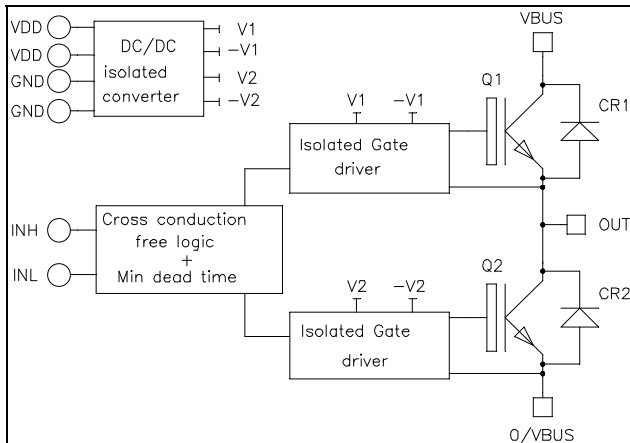 VDD
VDD
GND
GND
DC/DC
isolated
converter
V1
-V1
V2
-V2
VBUS
Q1
CR1
V1
-V1
Isolated Gate
driver
INH
INL
Cross conduction
free logic
+
Min dead time
OUT
Q2
CR2
V2
-V2
Isolated Gate
driver
0/VBUS